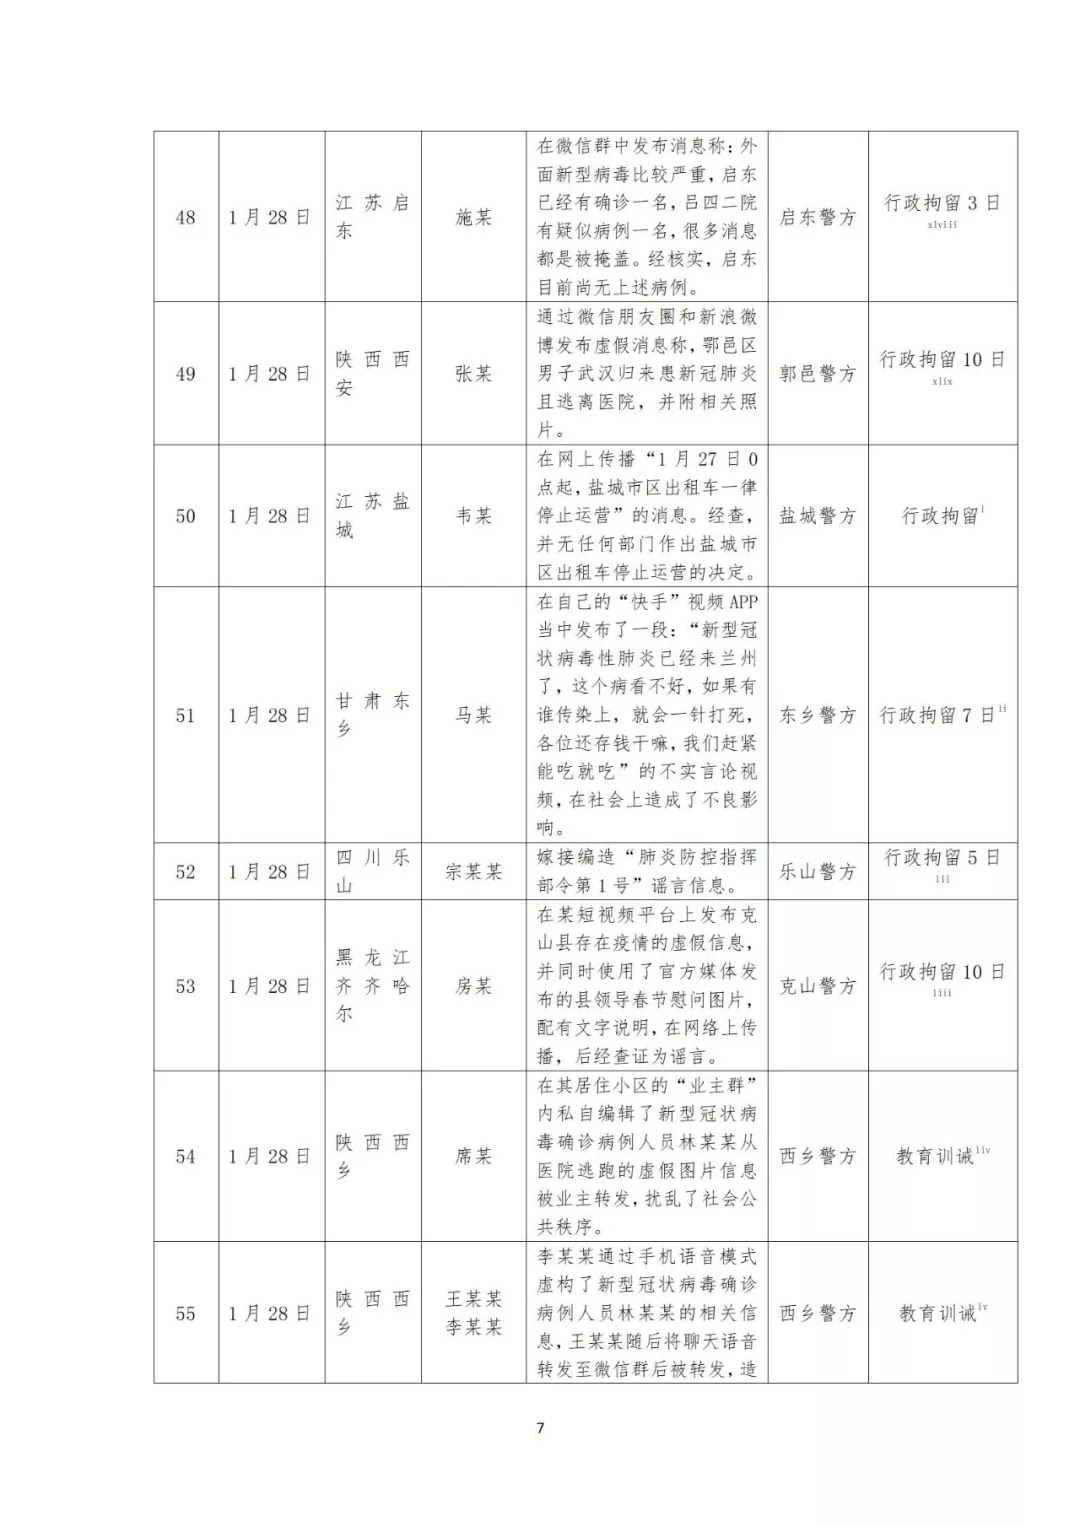 48
1月28日
江苏启
东
施某
在微信群中发布消息称：外
面新型病毒比较严重，启东
已经有确诊一名，吕四二院
有疑似病例一名，很多消息
都是被掩盖。经核实，启东
目前尚无上述病例。
启东警方
行政拘留3日
xlviii
49
1月28日
陕西西
安
张某
通过微信朋友圈和新浪微
博发布虚假消息称，鄠邑区
男子武汉归来患新冠肺炎
且逃离医院，并附相关照
片。
郭邑警方
行政拘留10日
xlix
50
1月28日
江苏盐
城
韦某
在网上传播“1月27日0
点起，盐城市区出租车一律
停止运营”的消息。经查，
并无任何部门作出盐城市
区出租车停止运营的决定。
盐城警方
行政拘留l
51
1月28日
甘肃东
乡
马某
在自己的“快手”视频APP
当中发布了一段：“新型冠
状病毒性肺炎已经来兰州
了，这个病看不好，如果有
谁传染上，就会一针打死，
各位还存钱干嘛，我们赶紧
能吃就吃”的不实言论视
频，在社会上造成了不良影
响。
东乡警方
行政拘留7日li
52
1月28日
四川乐
山
宗某某
嫁接编造“肺炎防控指挥
部令第1号”谣言信息。
乐山警方
行政拘留5日
lii
53
1月28日
黑龙江
齐齐哈
尔
房某
在某短视频平台上发布克
山县存在疫情的虚假信息，
并同时使用了官方媒体发
布的县领导春节慰问图片，
配有文字说明，在网络上传
播，后经查证为谣言。
克山警方
行政拘留10日
liii
54
1月28日
陕西西
乡
席某
在其居住小区的“业主群”
内私自编辑了新型冠状病
毒确诊病例人员林某某从
医院逃跑的虚假图片信息
被业主转发，扰乱了社会公
共秩序。
西乡警方
教育训诫liv
55
1月28日
陕西西
乡
王某某
李某某
李某某通过手机语音模式
虚构了新型冠状病毒确诊
病例人员林某某的相关信
息，王某某随后将聊天语音
转发至微信群后被转发，造
西乡警方
教育训诫lv
7